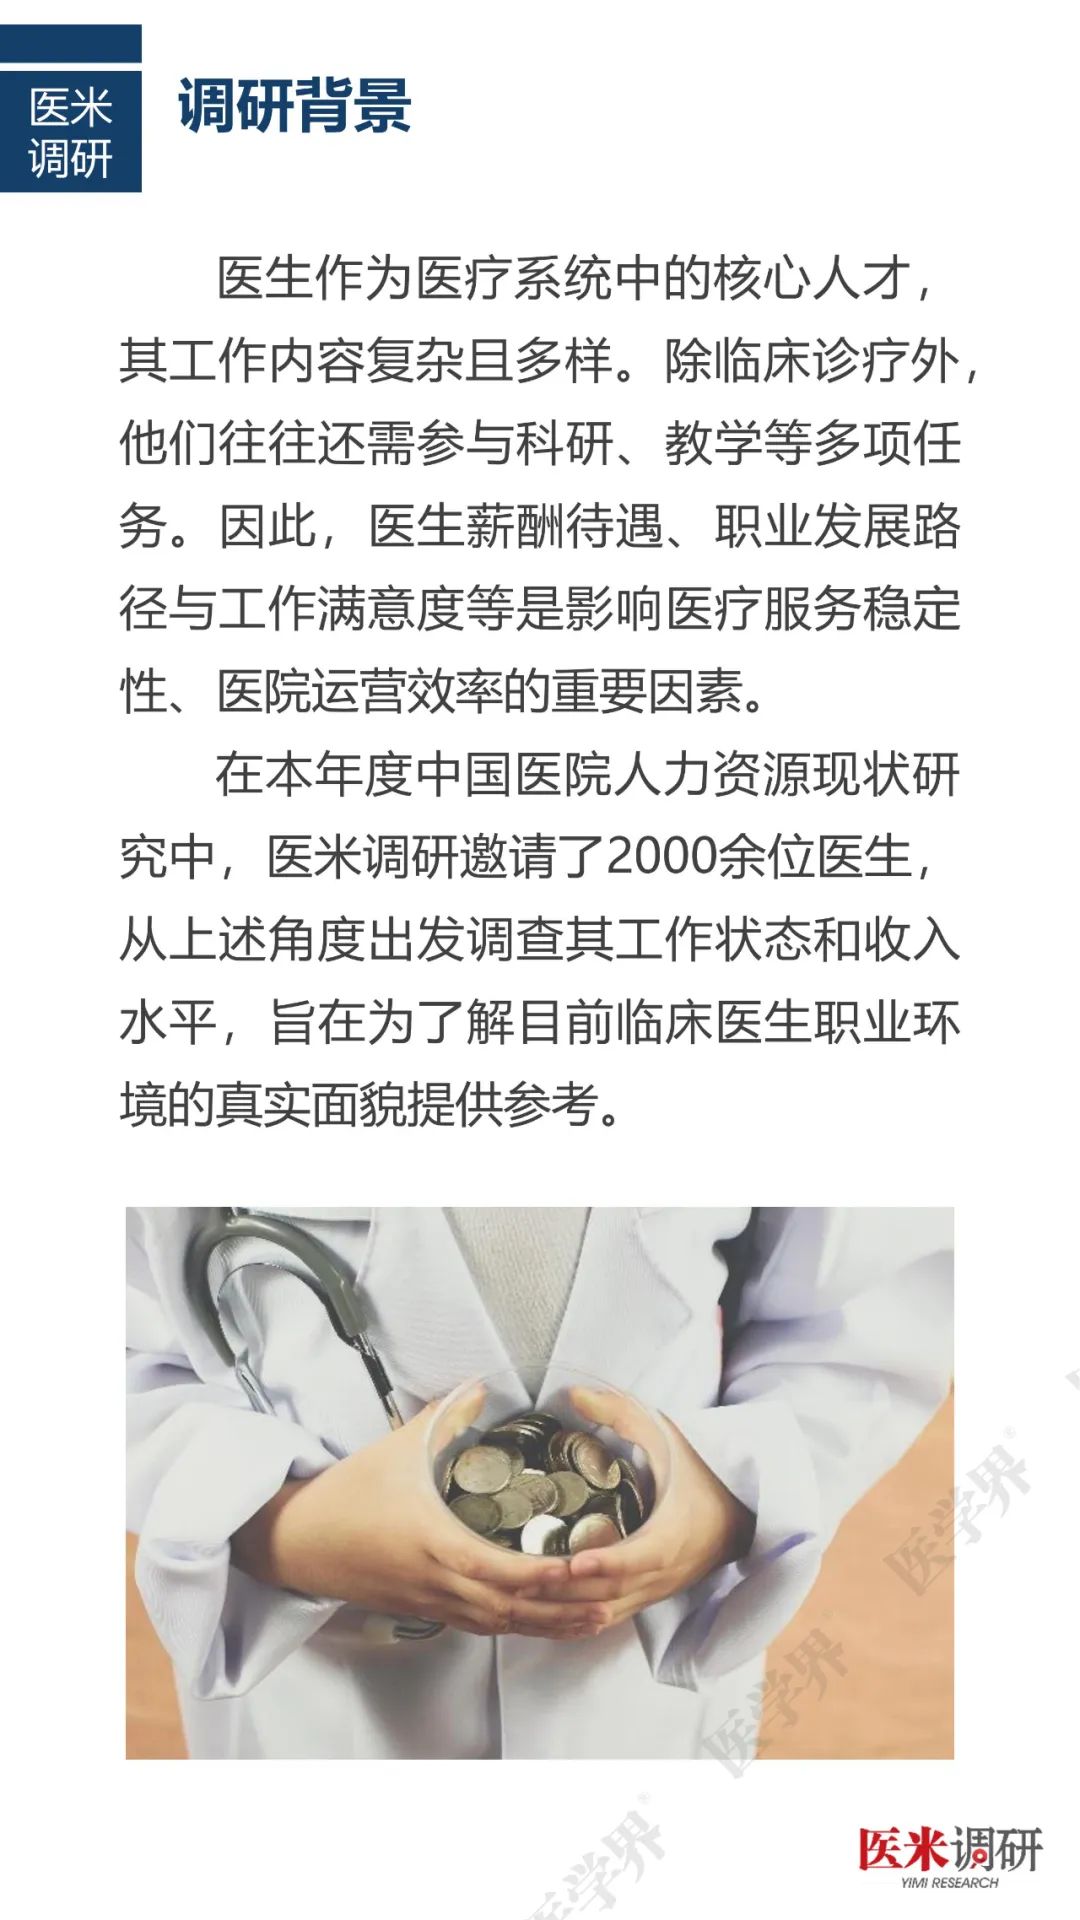 医米
调研
调研背景
医生作为医疗系统中的核心人才，
其工作内容复杂且多样。除临床诊疗外，
他们往往还需参与科研、教学等多项任
务。因此，医生薪酬待遇、职业发展路
径与工作满意度等是影响医疗服务稳定
性、医院运营效率的重要因素。
在本年度中国医院人力资源现状研
究中，医米调研邀请了2000余位医生，
从上述角度出发调查其工作状态和收入
水平，旨在为了解目前临床医生职业环
境的真实面貌提供参考。
医学界®
医学界®
医学界®
医米调研
YIMI RESEARCH